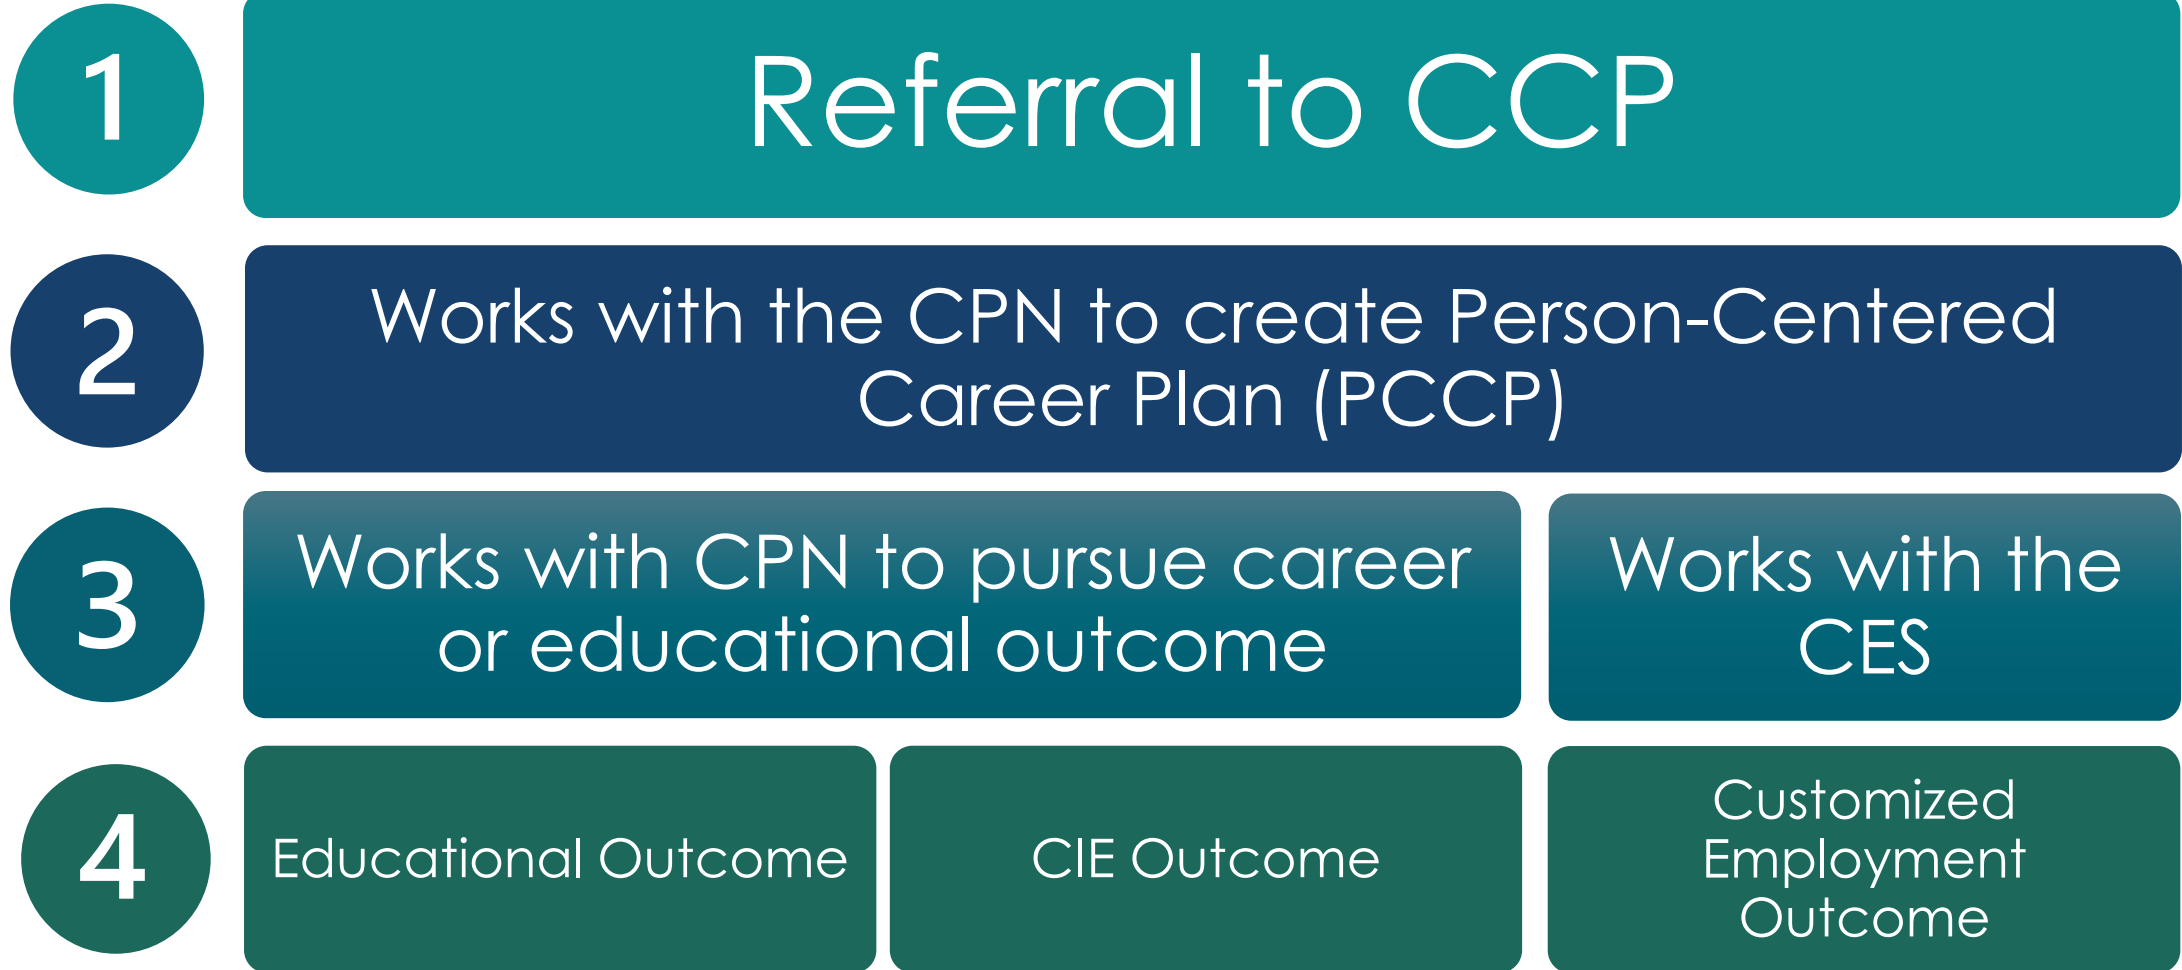 1
Referral to CCP
2
Works with the CPN to create Person-Centered
Career Plan (PCCP)
3
Works with CPN to pursue career
or educational outcome
Works with the
CES
4
Educational Outcome
CIE Outcome
Customized
Employment
Outcome